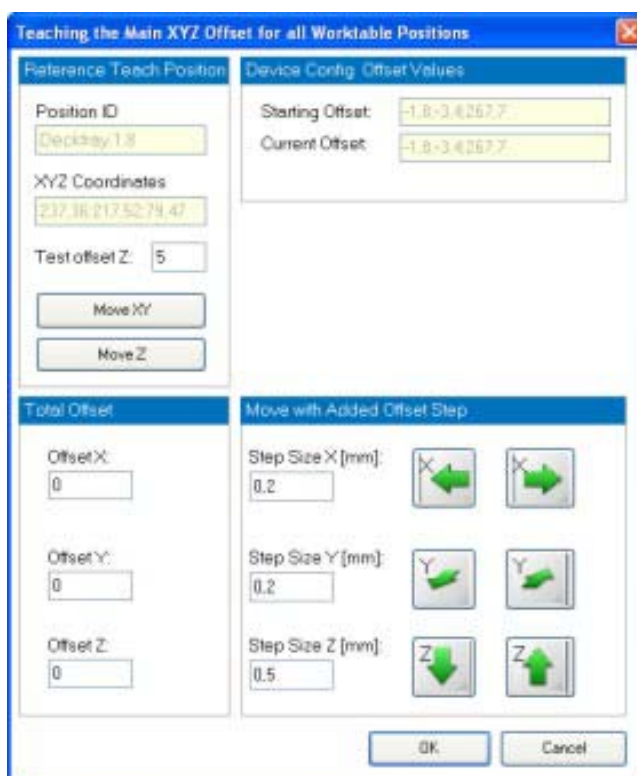 Teaching the Main XYZ Offset for all Worktable Positions
Reference Teach Position
Position ID
XYZ Coordinates
237,36;217,52;79,47
Test offset Z: 5
Move XY
Move Z
Device Config. Offset Values
Starting Offset: -1,8;-3,4;267,7
Current Offset: -1,8;-3,4;267,7
Total Offset
Offset X:
0
Offset Y:
0
Offset Z:
0
Move with Added Offset Step
Step Size X [mm]:
0.2
X
X
Step Size Y [mm]:
0.2
Y
Y
Step Size Z [mm]:
0.5
Z
Z
OK
Cancel